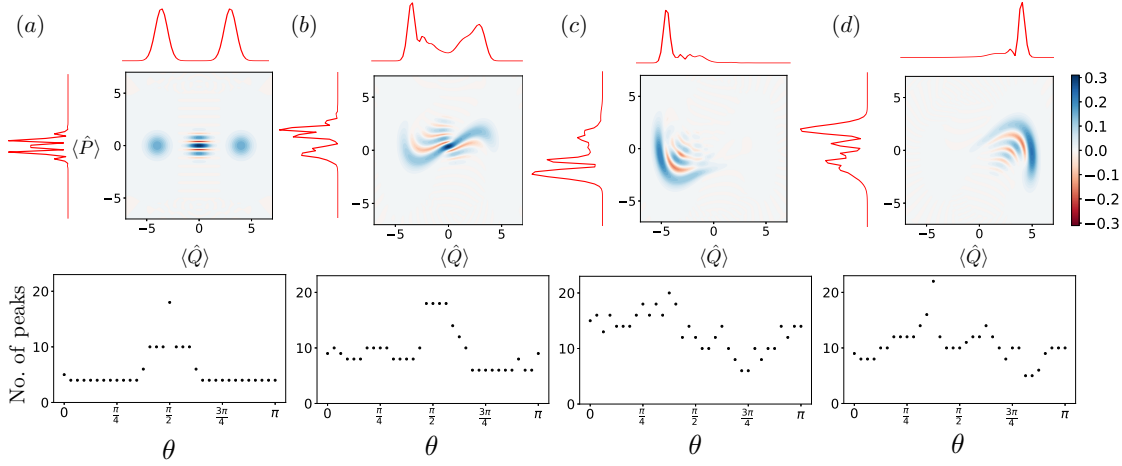 (a) (b) (c) (d)
5 5 5 5 0.3
0.2
0.1
⟨P̂⟩ 0 0 0 0 0.0
−0.1
−5 −5 −5 −5 −0.2
−0.3
−5 0 5 −5 0 5 −5 0 5 −5 0 5
⟨Q̂⟩ ⟨Q̂⟩ ⟨Q̂⟩ ⟨Q̂⟩
No. of peaks
20 20 20 20
10 10 10 10
0 0 0 0
0 π/4 π/2 3π/4 π 0 π/4 π/2 3π/4 π 0 π/4 π/2 3π/4 π 0 π/4 π/2 3π/4 π
θ θ θ θ